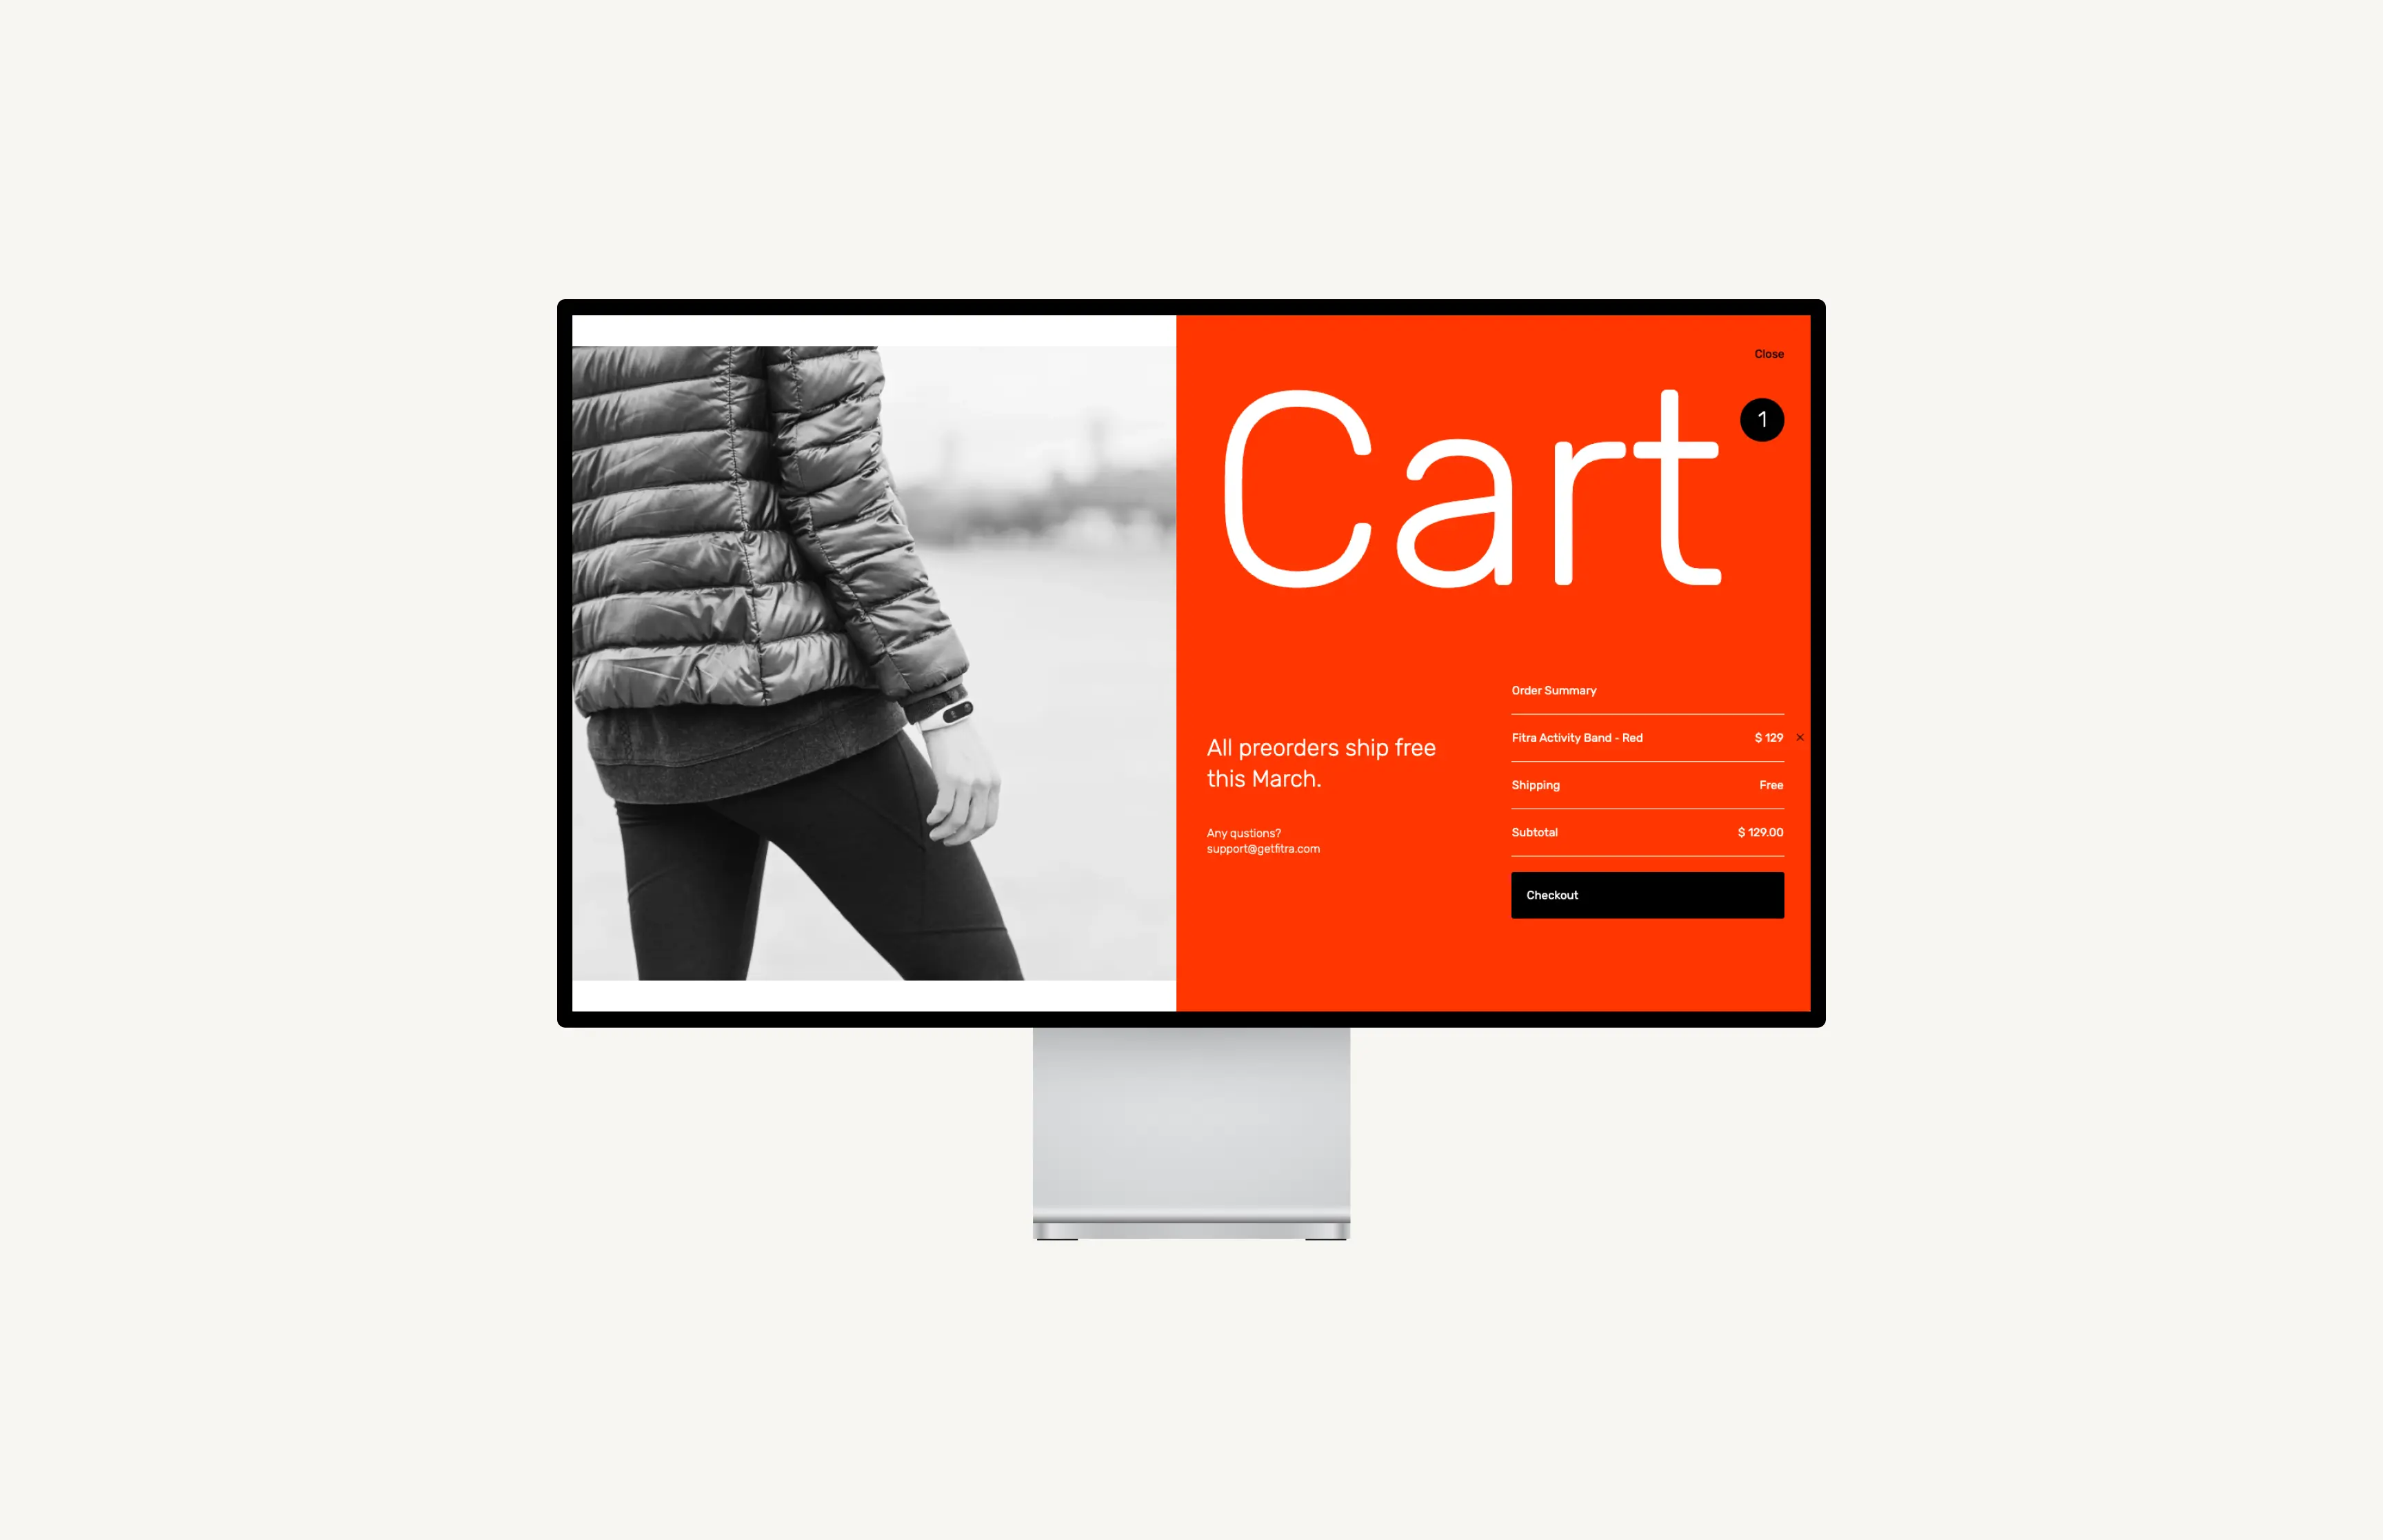 Close
Cart
1
Order Summary
Fitra Activity Band - Red $ 129 ×
All preorders ship free
this March.
Shipping Free
Any qustions?
support@getfitra.com
Subtotal $ 129.00
Checkout